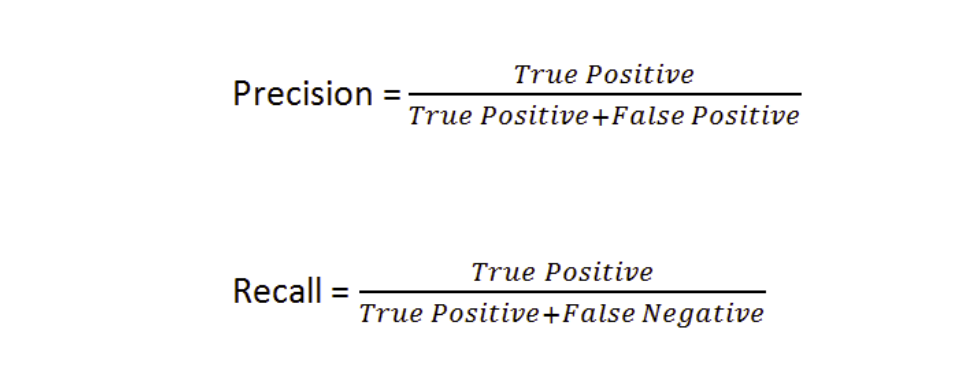 Precision = True Positive / True Positive+False Positive
Recall = True Positive / True Positive+False Negative